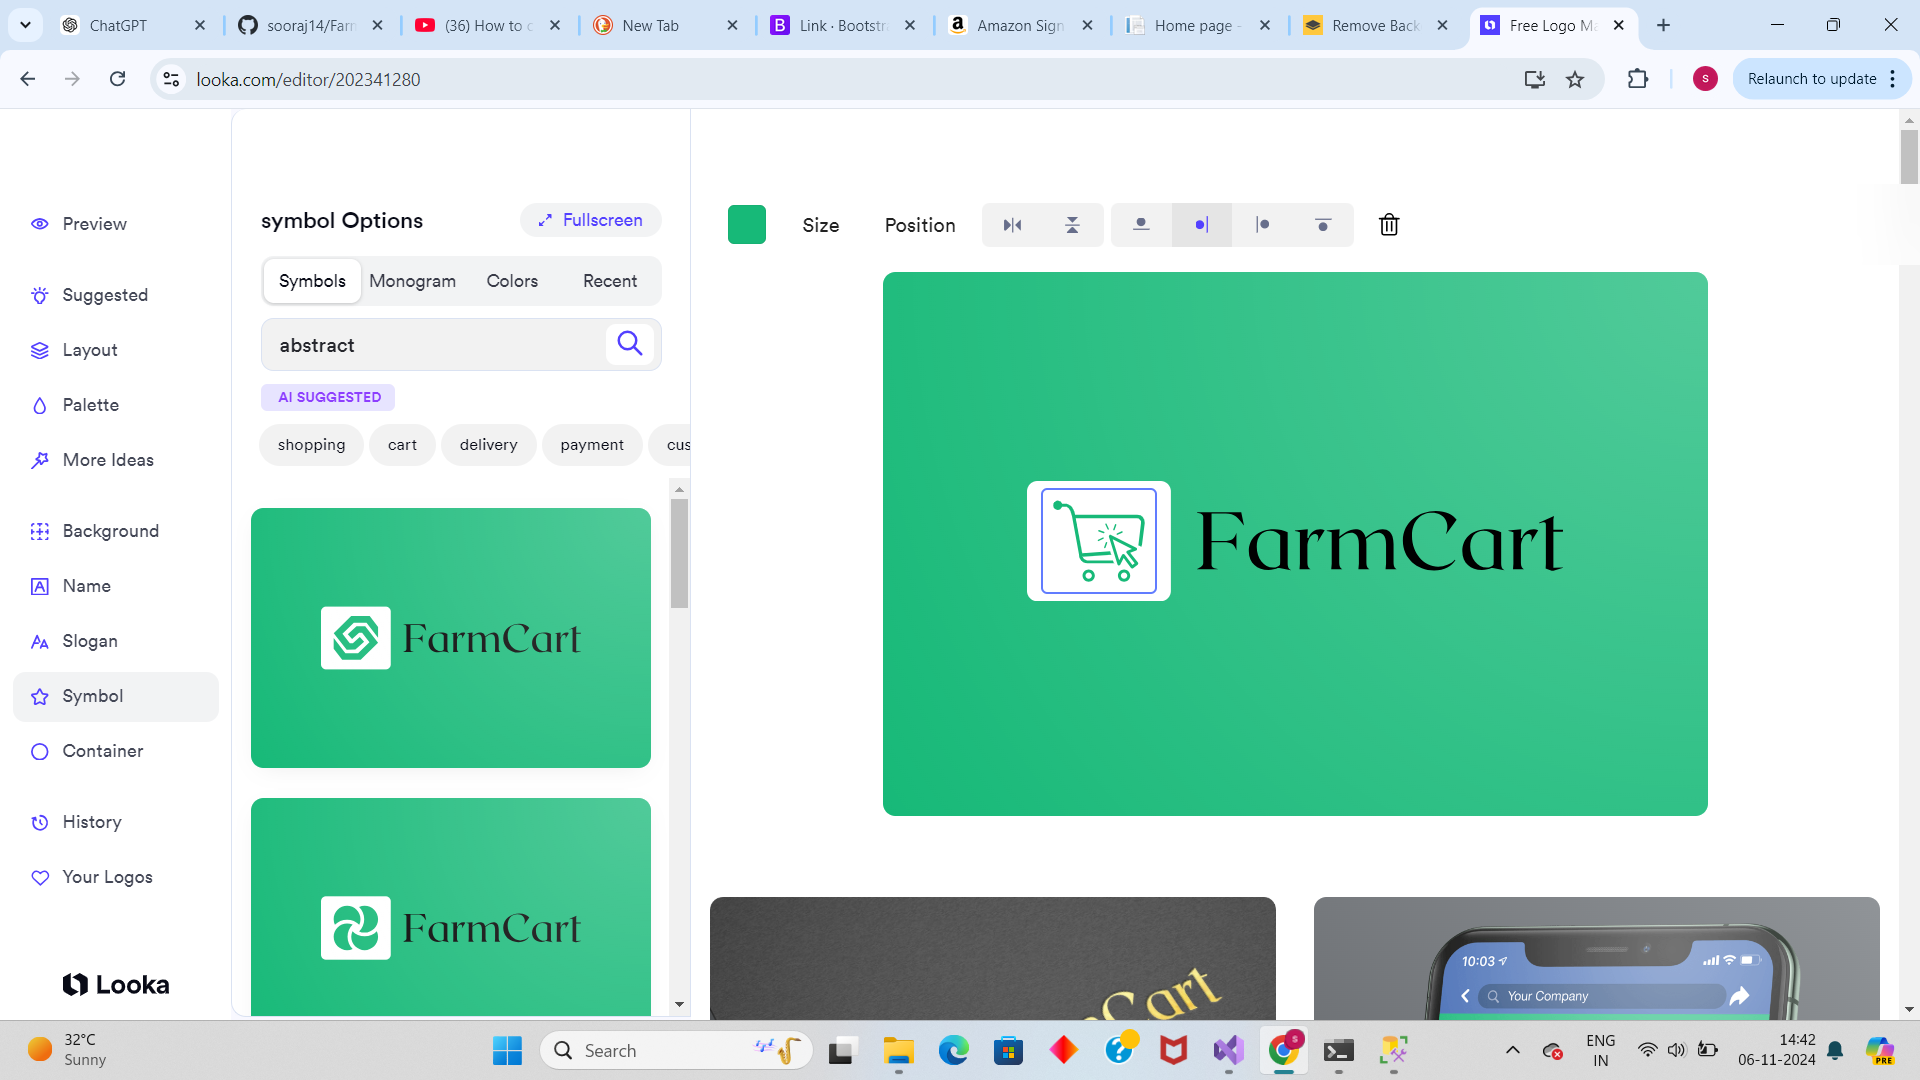 ChatGPT
sooraj14/Farm
(36) How to c
New Tab
Link · Bootstra
Amazon Sign
Home page -
Remove Back
Free Logo Ma
looka.com/editor/202341280
S
Relaunch to update
Preview
Suggested
Layout
Palette
More Ideas
Background
Name
Slogan
Symbol
Container
History
Your Logos
Looka
symbol Options
Fullscreen
Symbols
Monogram
Colors
Recent
abstract
AI SUGGESTED
shopping
cart
delivery
payment
cus
FarmCart
FarmCart
Size
Position
FarmCart
Cart
10:03
Your Company
32°C
Sunny
Search
ENG
IN
14:42
06-11-2024
PRE